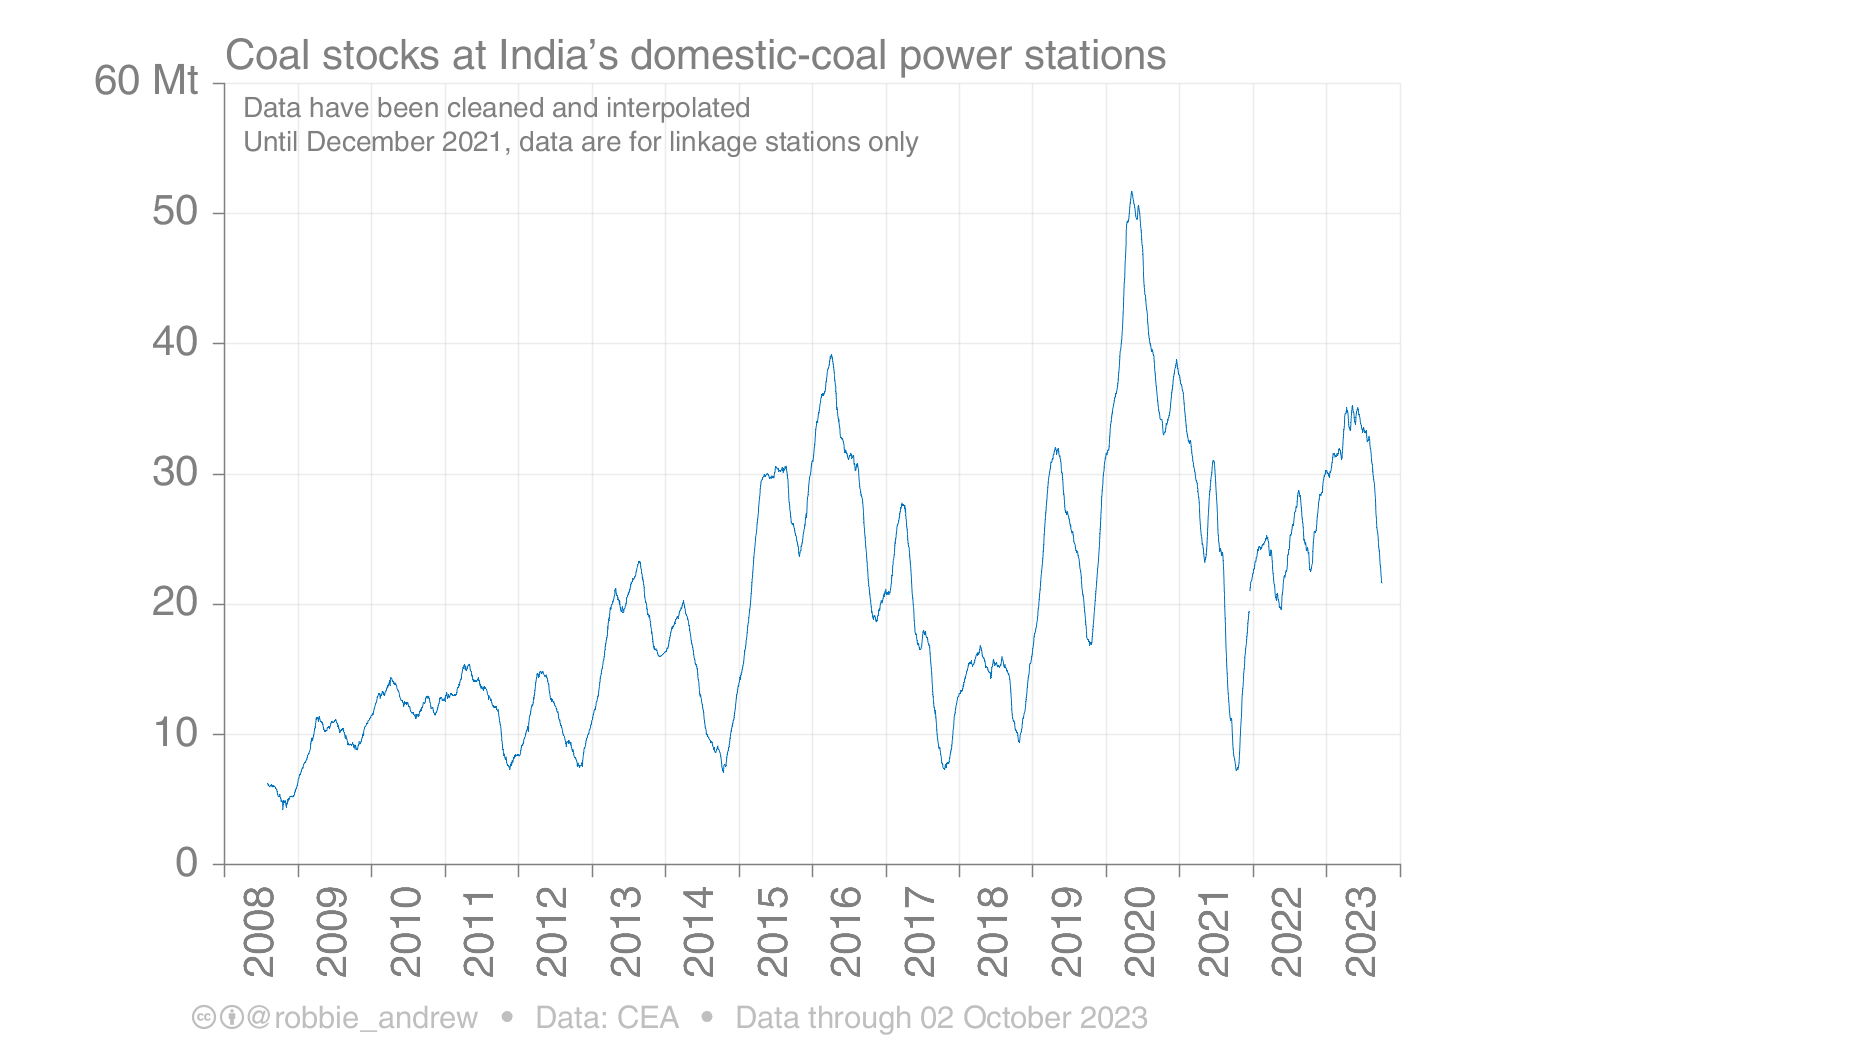 Coal stocks at India’s domestic-coal power stations
60 Mt
Data have been cleaned and interpolated
Until December 2021, data are for linkage stations only
50
40
30
20
10
0
2008 2009 2010 2011 2012 2013 2014 2015 2016 2017 2018 2019 2020 2021 2022 2023
@robbie_andrew • Data: CEA • Data through 02 October 2023